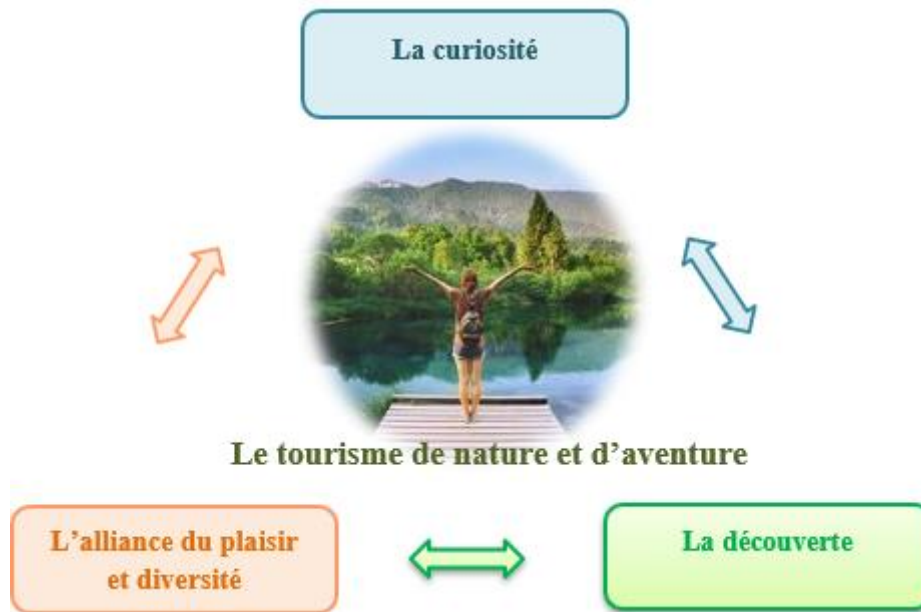 La curiosité
Le tourisme de nature et d’aventure
L’alliance du plaisir
et diversité
La découverte